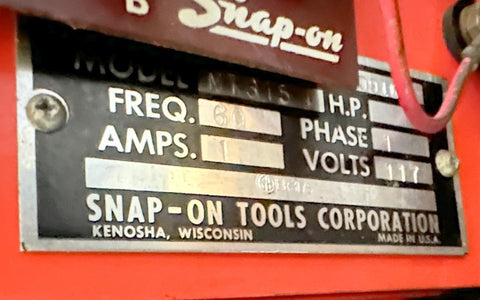 B Snap-on
MODEL MT315
H.P.
FREQ. 60
PHASE 1
AMPS. 1
VOLTS 117
SNAP-ON TOOLS CORPORATION
KENOSHA, WISCONSIN
MADE IN U.S.A.